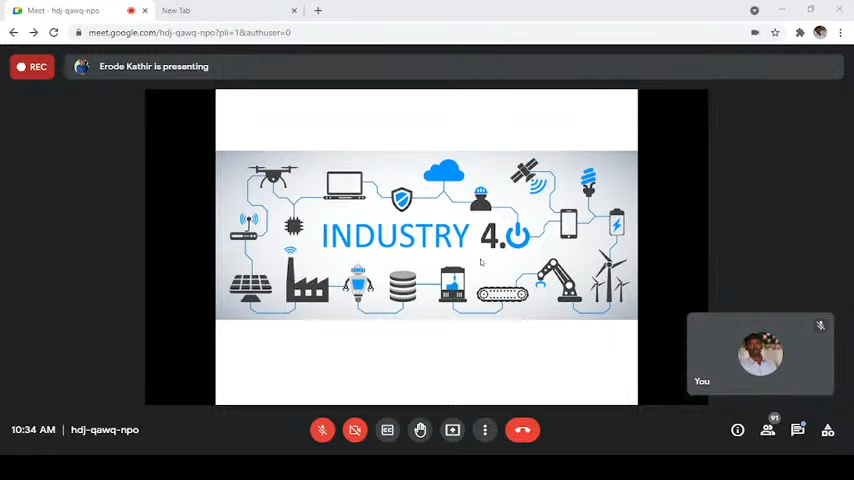 Meet - hdj-qawq-npo
New Tab
meet.google.com/hdj-qawq-npo?pli=1&authuser=0
REC
Erode Kathir is presenting
INDUSTRY 4.0
You
91
10:34 AM | hdj-qawq-npo
CC